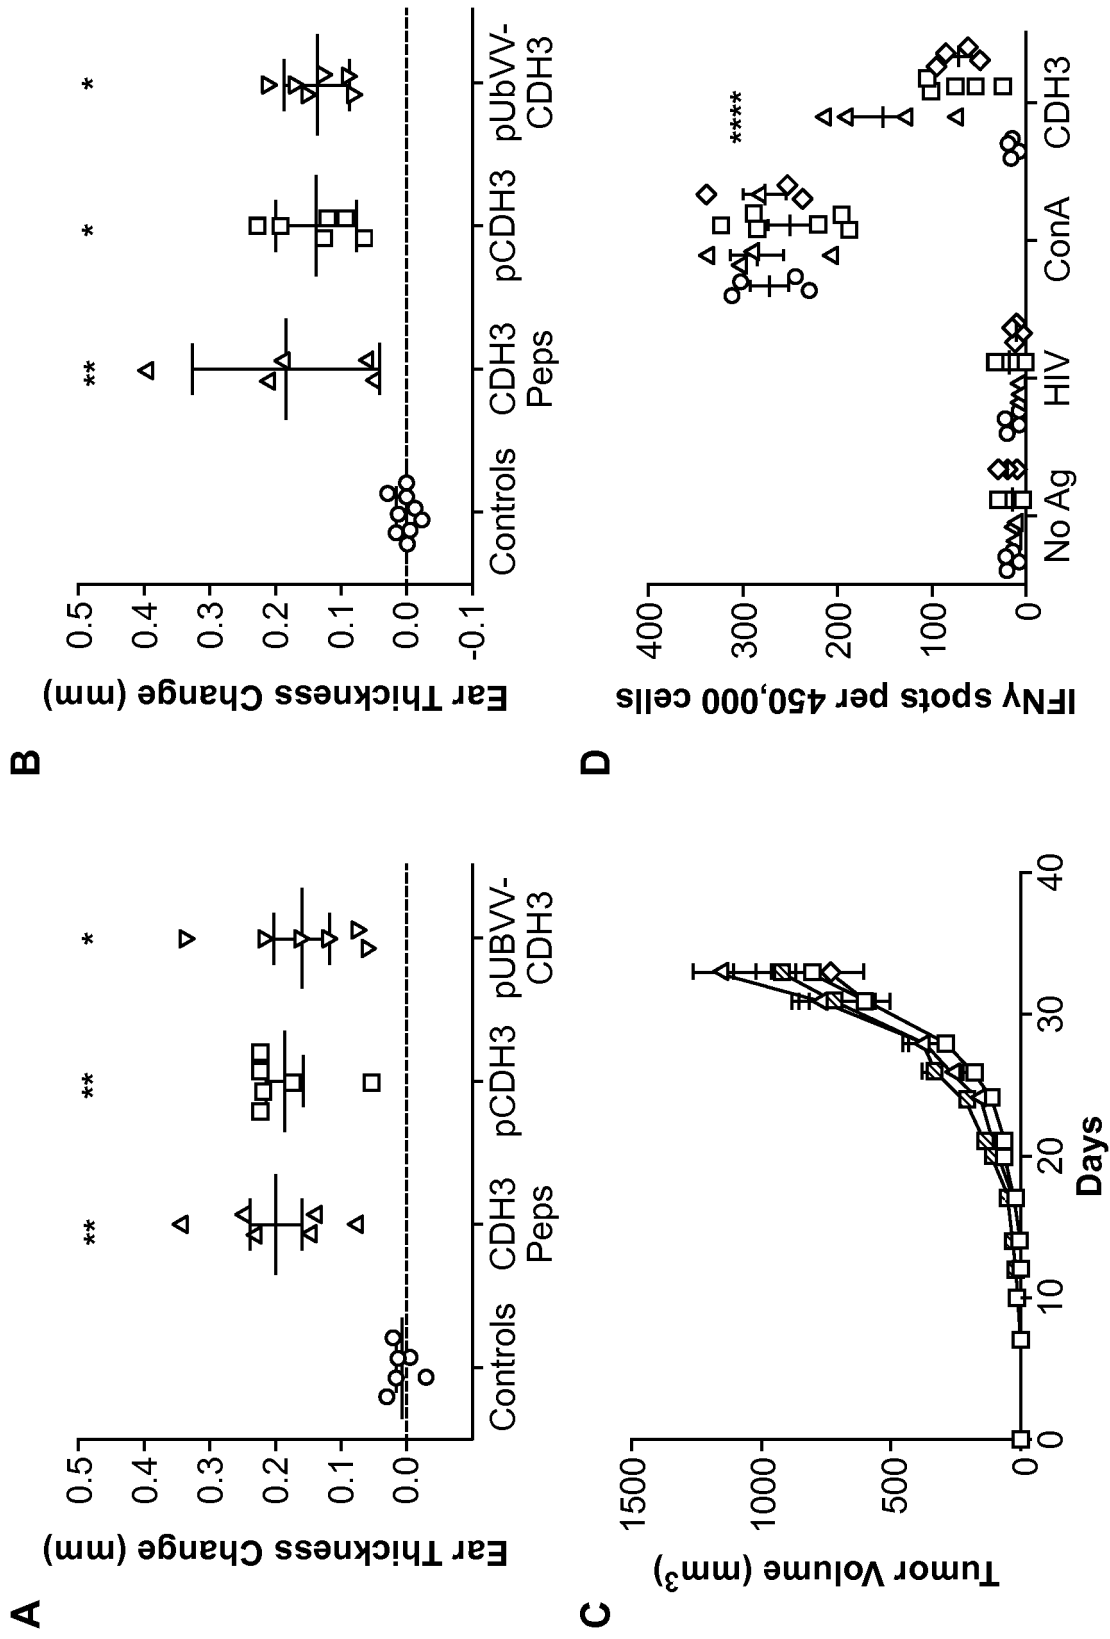 A
Ear Thickness Change (mm)
0.5
0.4
0.3
0.2
0.1
0.0
** ** *
Controls CDH3 Peps pCDH3 pUBVV-CDH3
B
Ear Thickness Change (mm)
0.5
0.4
0.3
0.2
0.1
0.0
-0.1
** * *
Controls CDH3 Peps pCDH3 pUbVV-CDH3
C
Tumor Volume (mm³)
1500
1000
500
0
0 10 20 30 40
Days
D
IFNγ spots per 450,000 cells
400
300
200
100
0
****
No Ag HIV ConA CDH3